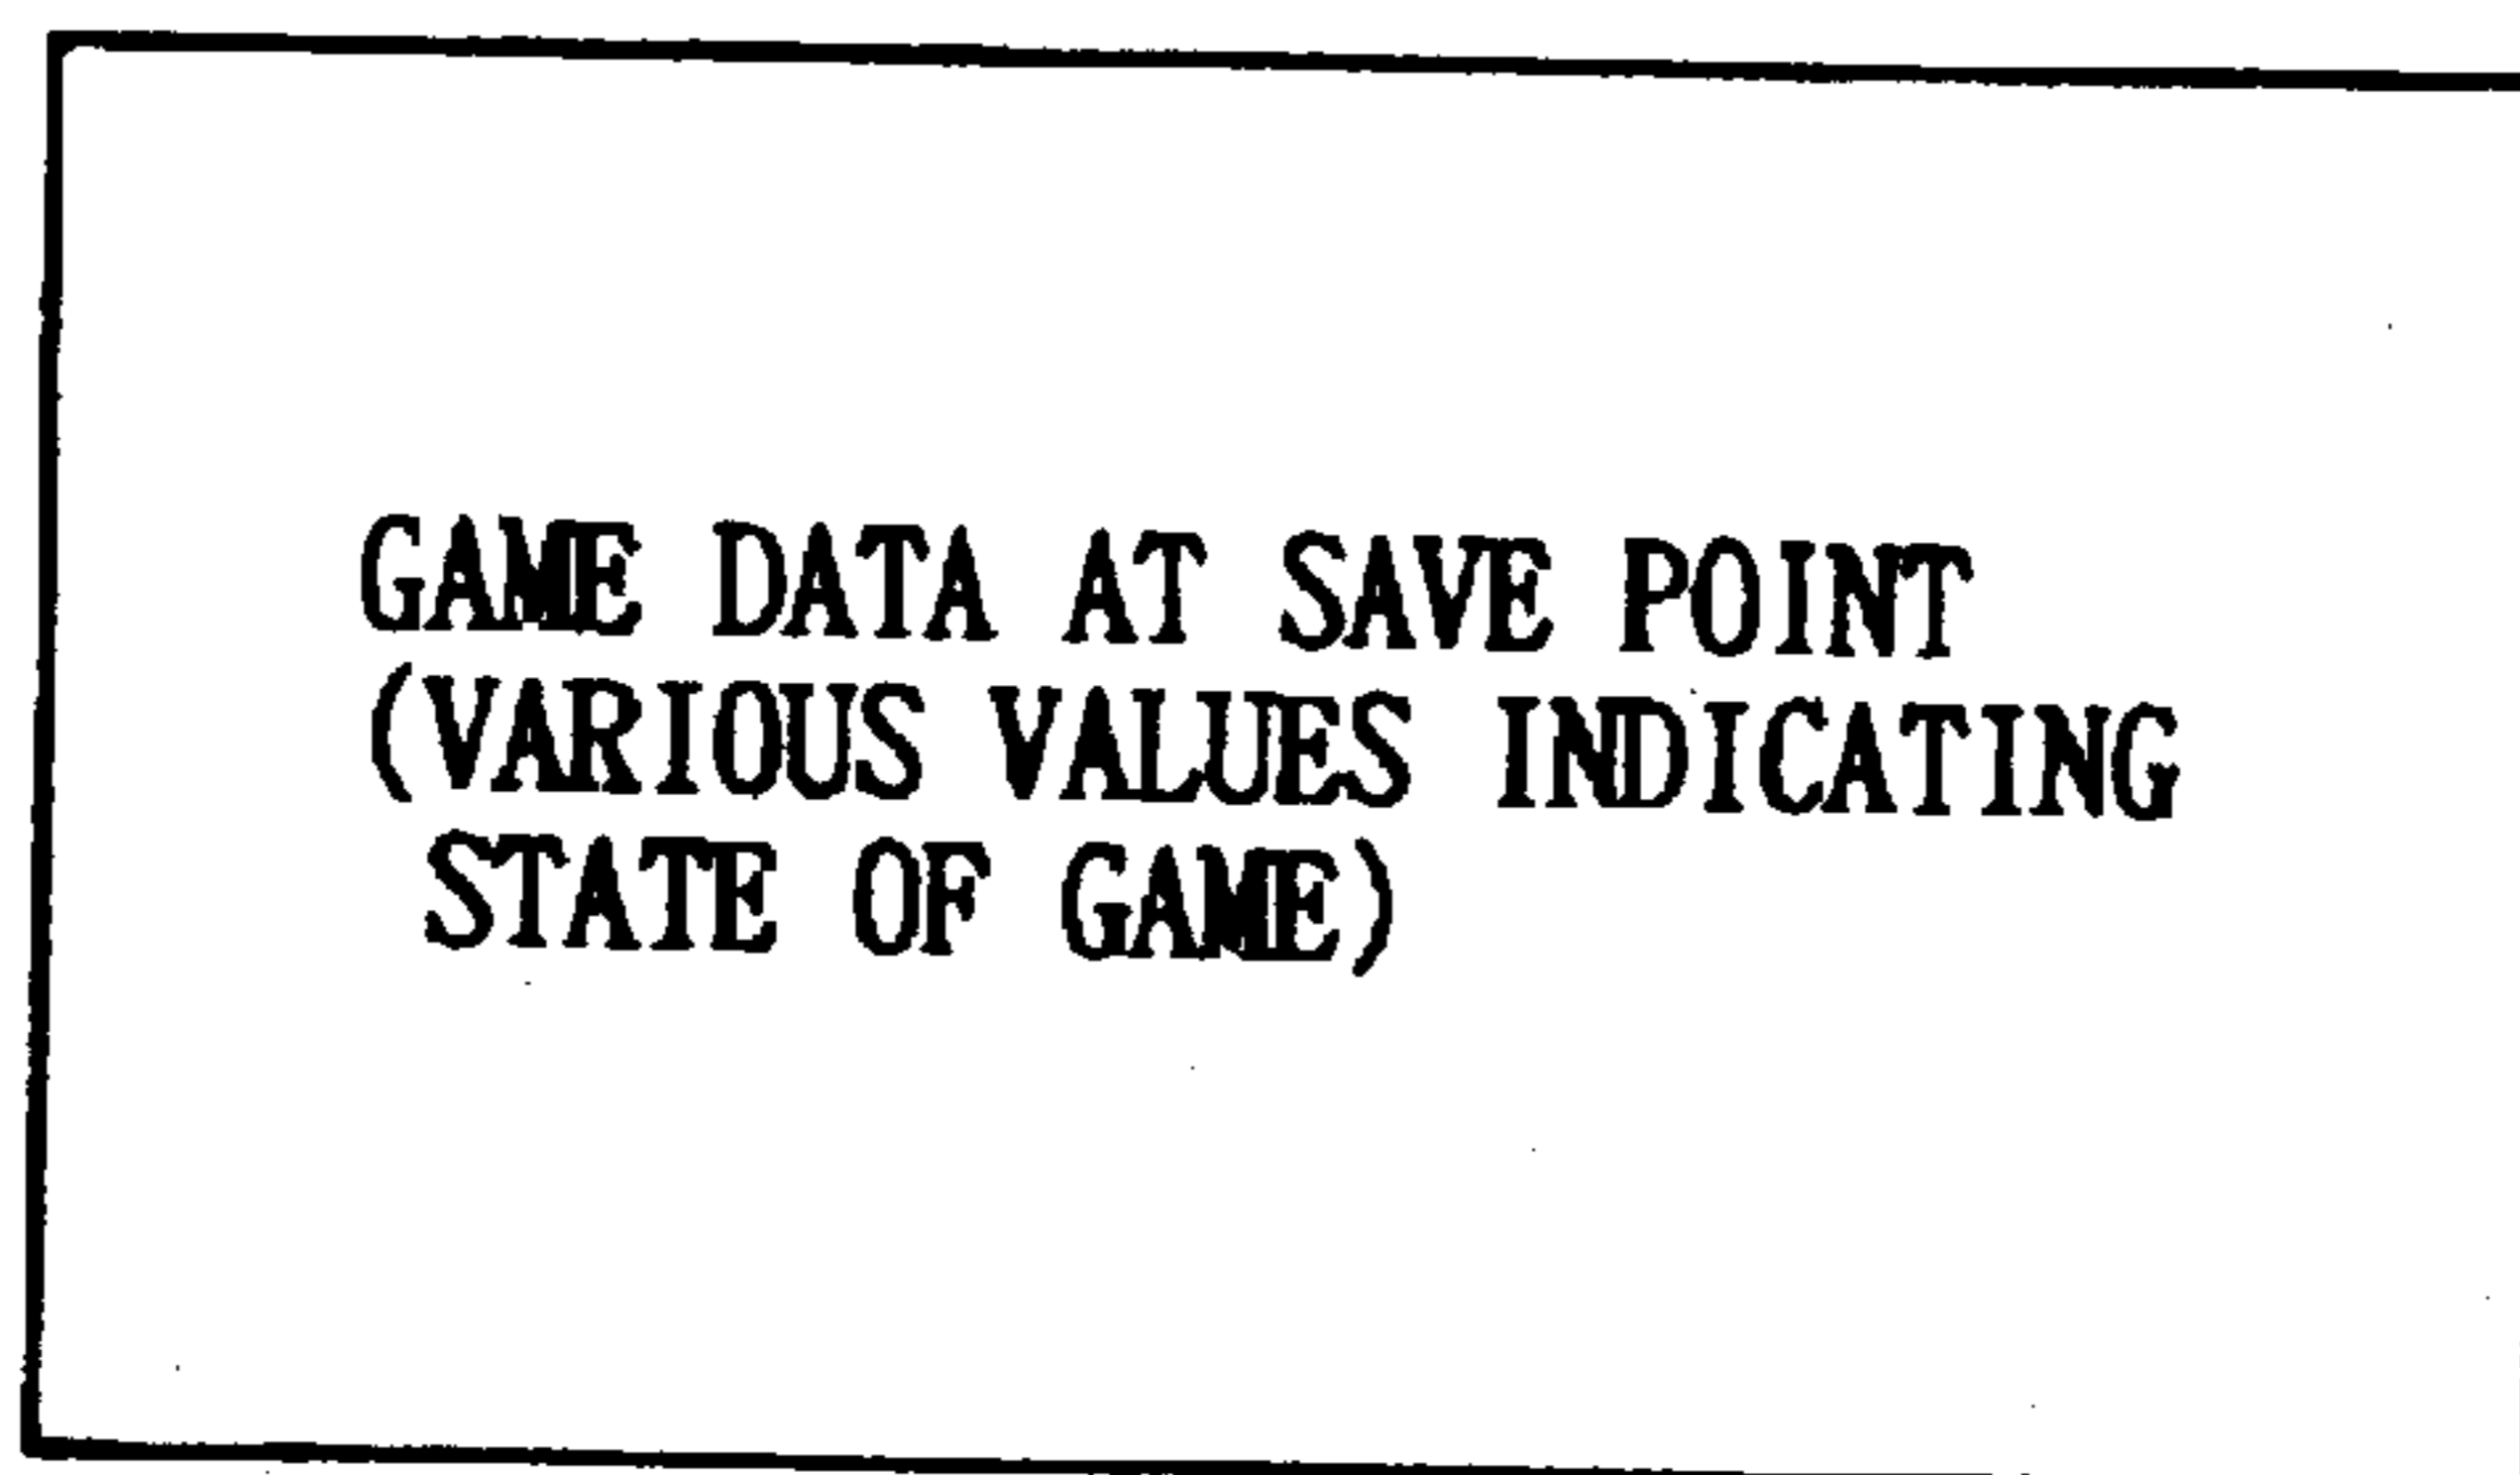 GAME DATA AT SAVE POINT
(VARIOUS VALUES INDICATING
STATE OF GAME)